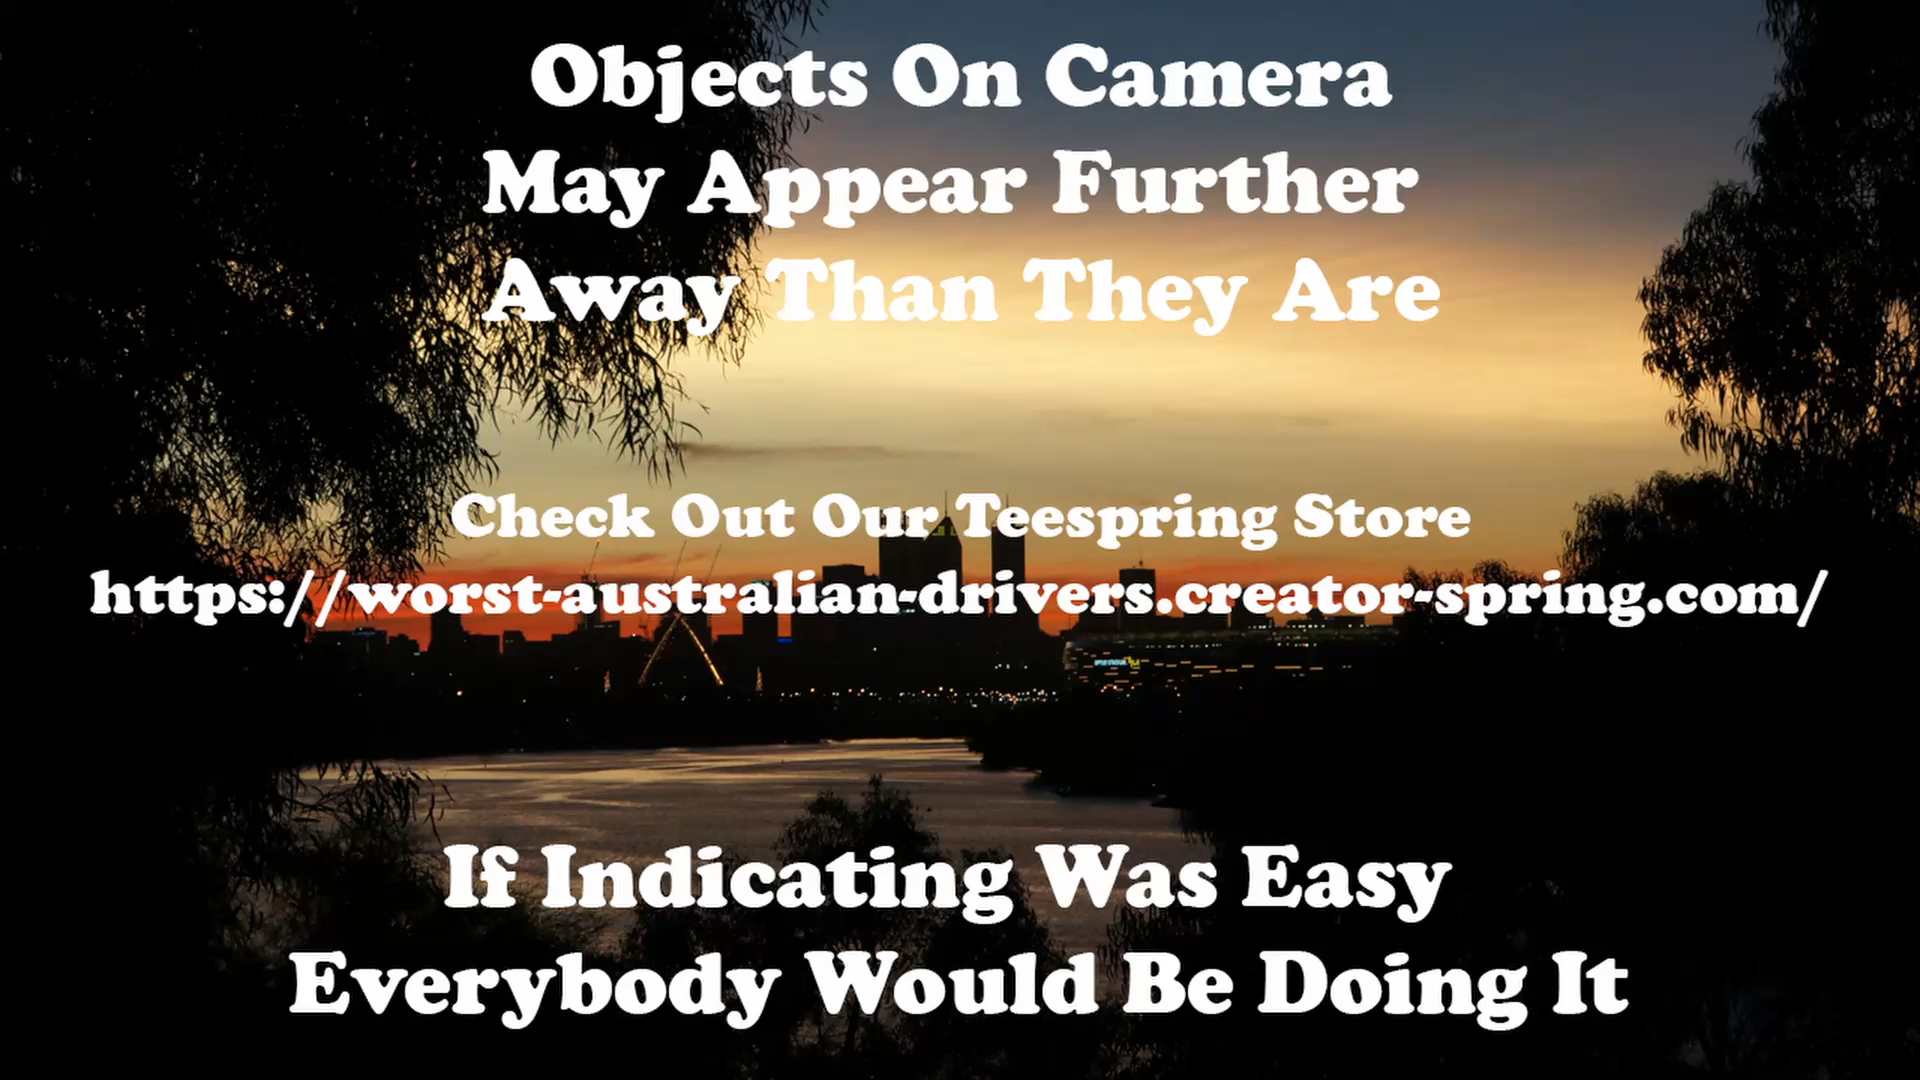 Objects On Camera
May Appear Further
Away Than They Are
Check Out Our Teespring Store
https://worst-australian-drivers.creator-spring.com/
If Indicating Was Easy
Everybody Would Be Doing It